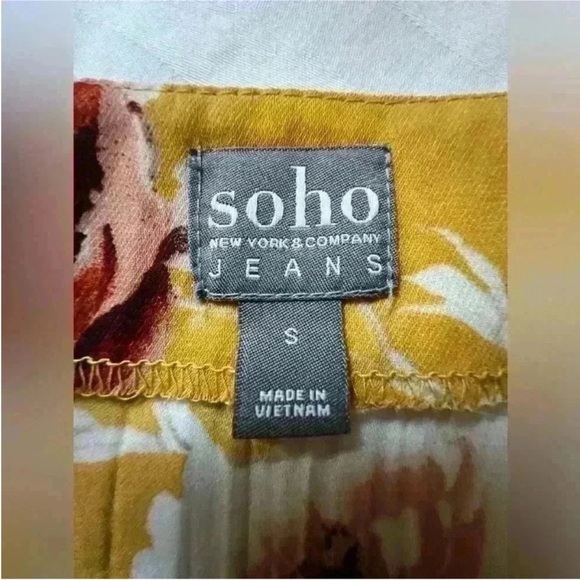 soho
NEW YORK & COMPANY
JEANS
S
MADE IN
VIETNAM